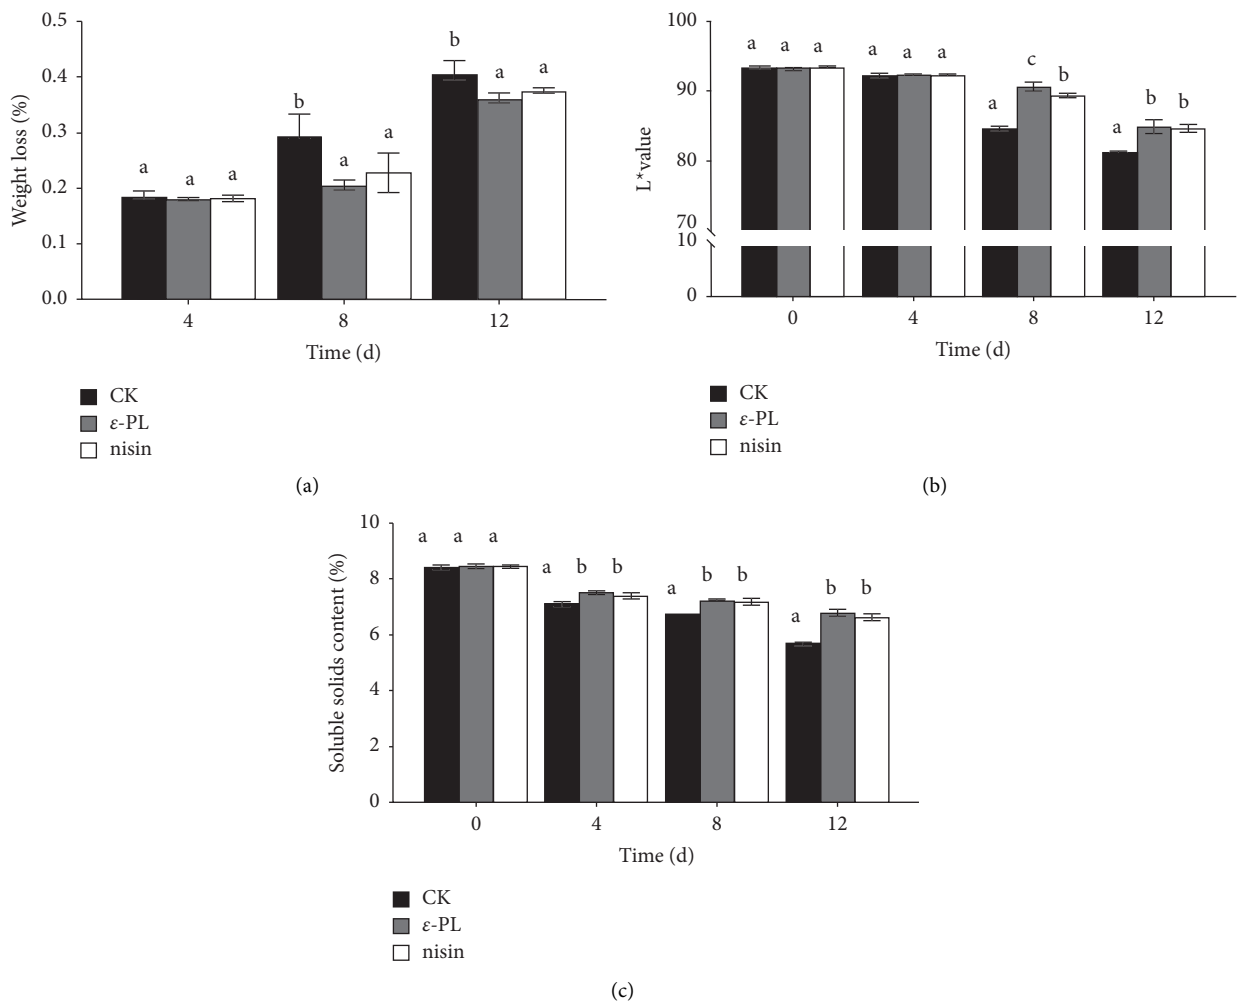 0.5
0.4
0.3
0.2
0.1
0.0
Weight loss (%)
a a a
b a a
b a a
4 8 12
Time (d)
CK
ε-PL
nisin
(a)
100
90
80
70
10
0
L*value
a a a
a a a
a c b
a b b
0 4 8 12
Time (d)
CK
ε-PL
nisin
(b)
10
8
6
4
2
0
Soluble solids content (%)
a a a
a b b
a b b
a b b
0 4 8 12
Time (d)
CK
ε-PL
nisin
(c)